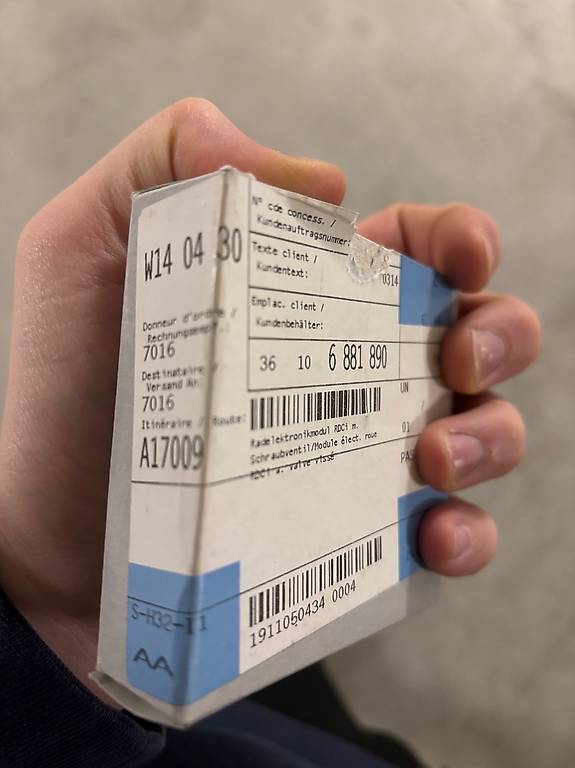 W14 04 30
Donneur d'ordre /
Rechnungsempf.:
7016
Destinataire /
Versand An:
7016
Itinéraire / Route:
A17009
S-H32-11
AA
N° cde concess. /
Kundenauftragsnummer:
Texte client /
Kundentext:
0314
Emplac. client /
Kundenbehälter:
36 10 6 881 890
UN
/
01
Radelektronikmodul RDCi m.
Schraubventil/Module élect. roue
RDCi a. valve vissé
1911050434 0004